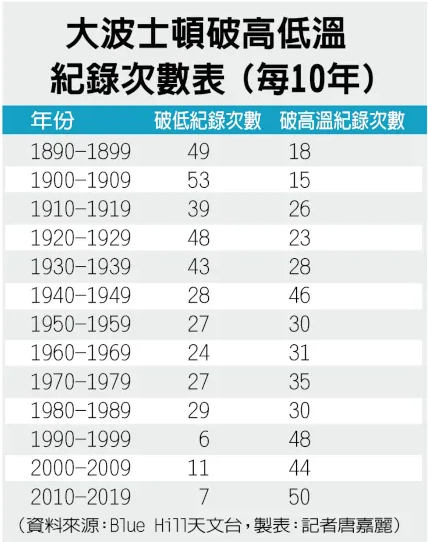 大波士頓破高低溫
紀錄次數表（每10年）
年份 破低紀錄次數 破高溫紀錄次數
1890-1899 49 18
1900-1909 53 15
1910-1919 39 26
1920-1929 48 23
1930-1939 43 28
1940-1949 28 46
1950-1959 27 30
1960-1969 24 31
1970-1979 27 35
1980-1989 29 30
1990-1999 6 48
2000-2009 11 44
2010-2019 7 50
（資料來源：Blue Hill天文台，製表：記者唐嘉麗）